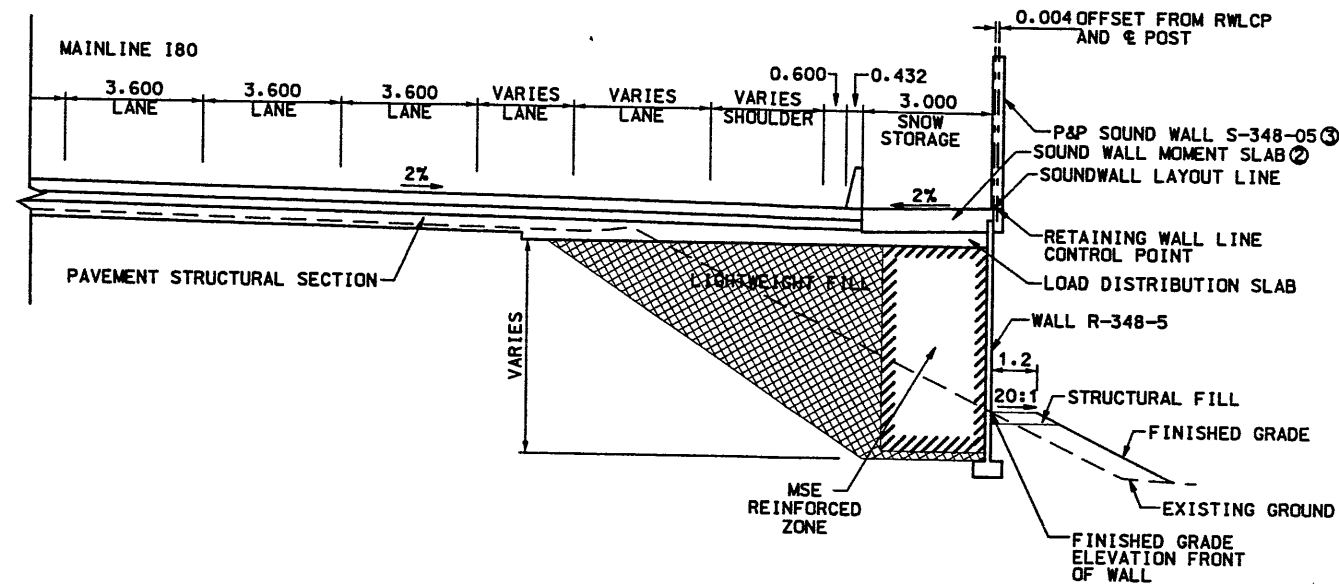 0.004 OFFSET FROM RWLCP
AND ℄ POST
MAINLINE I80
3.600
LANE
3.600
LANE
3.600
LANE
VARIES
LANE
VARIES
LANE
VARIES
SHOULDER
0.600
0.432
3.000
SNOW
STORAGE
P&P SOUND WALL S-348-05③
SOUND WALL MOMENT SLAB②
SOUNDWALL LAYOUT LINE
2%
2%
RETAINING WALL LINE
CONTROL POINT
PAVEMENT STRUCTURAL SECTION
LIGHTWEIGHT FILL
LOAD DISTRIBUTION SLAB
WALL R-348-5
VARIES
1.2
20:1
STRUCTURAL FILL
FINISHED GRADE
MSE
REINFORCED
ZONE
EXISTING GROUND
FINISHED GRADE
ELEVATION FRONT
OF WALL